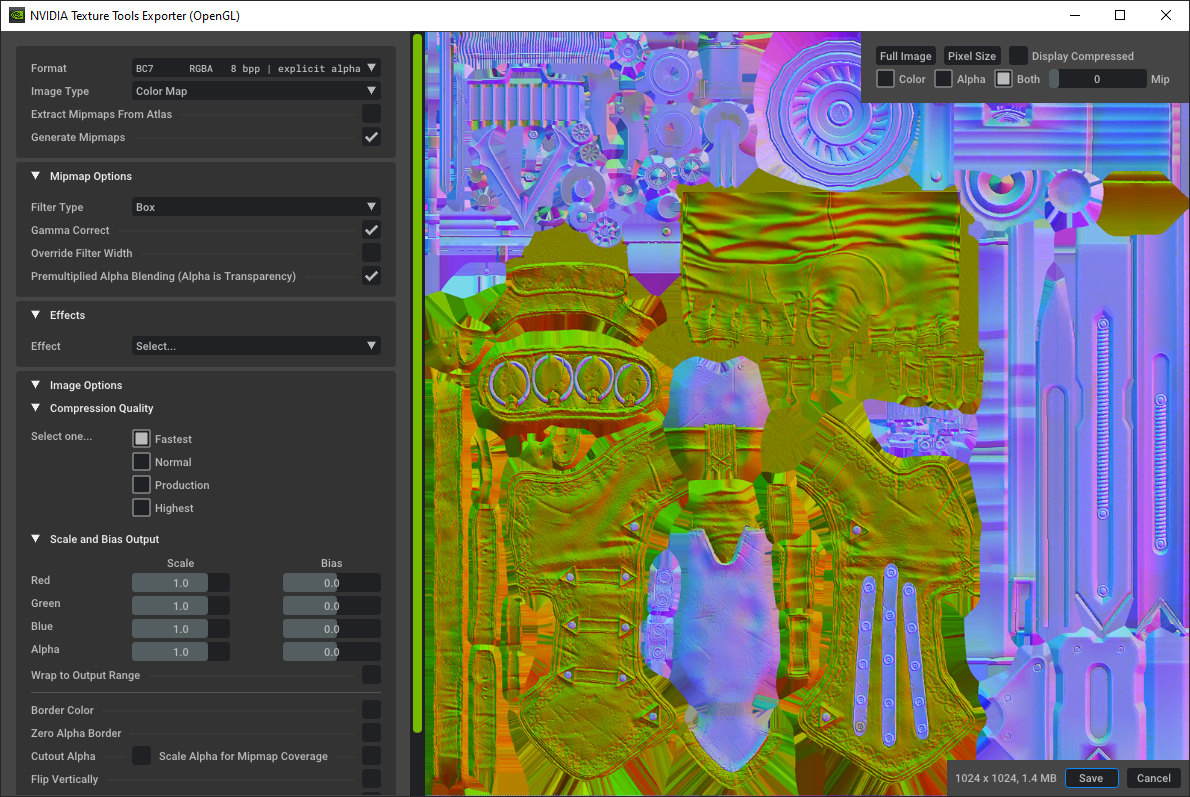 NVIDIA Texture Tools Exporter (OpenGL)
Format BC7 RGBA 8 bpp | explicit alpha
Image Type Color Map
Extract Mipmaps From Atlas
Generate Mipmaps
Mipmap Options
Filter Type Box
Gamma Correct
Override Filter Width
Premultiplied Alpha Blending (Alpha is Transparency)
Effects
Effect Select...
Image Options
Compression Quality
Select one... Fastest
Normal
Production
Highest
Scale and Bias Output
Scale Bias
Red 1.0 0.0
Green 1.0 0.0
Blue 1.0 0.0
Alpha 1.0 0.0
Wrap to Output Range
Border Color
Zero Alpha Border
Cutout Alpha Scale Alpha for Mipmap Coverage
Flip Vertically
Full Image Pixel Size Display Compressed
Color Alpha Both 0 Mip
1024 x 1024, 1.4 MB Save Cancel